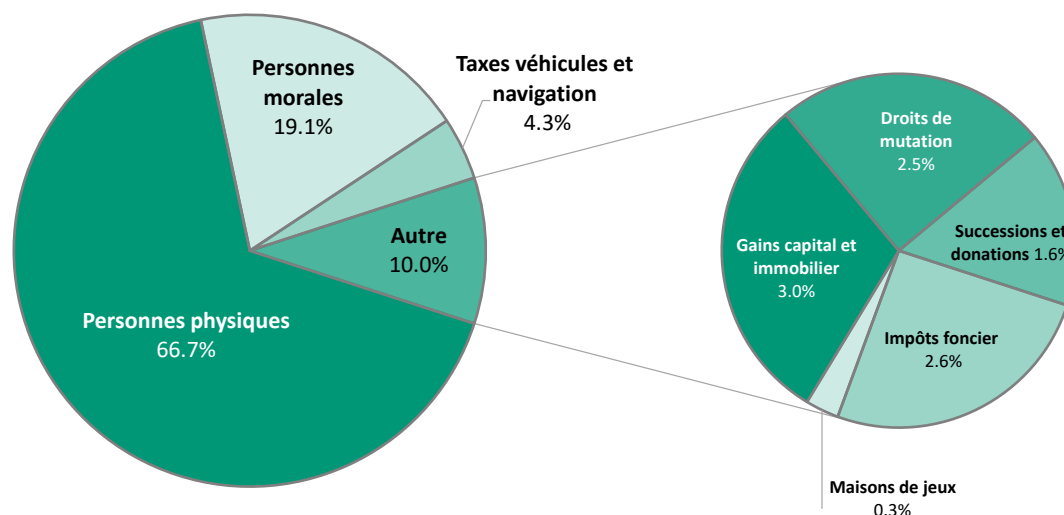 Personnes
morales
19.1%
Taxes véhicules et
navigation
4.3%
Autre
10.0%
Personnes physiques
66.7%
Droits de
mutation
2.5%
Successions et
donations 1.6%
Gains capital et
immobilier
3.0%
Impôts foncier
2.6%
Maisons de jeux
0.3%